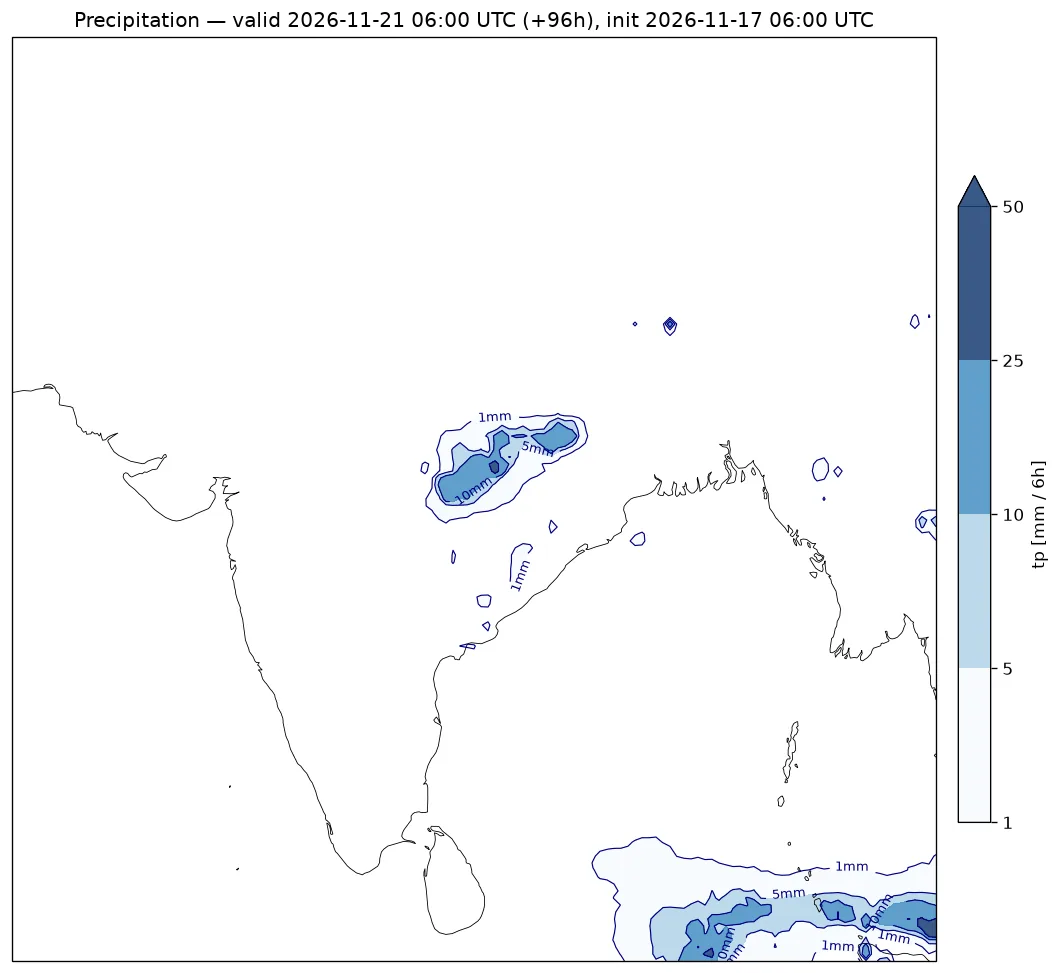 Precipitation — valid 2026-11-21 06:00 UTC (+96h), init 2026-11-17 06:00 UTC
50
25
10
5
1
tp [mm / 6h]
1mm
5mm
10mm
1mm
1mm
5mm
1mm
1mm